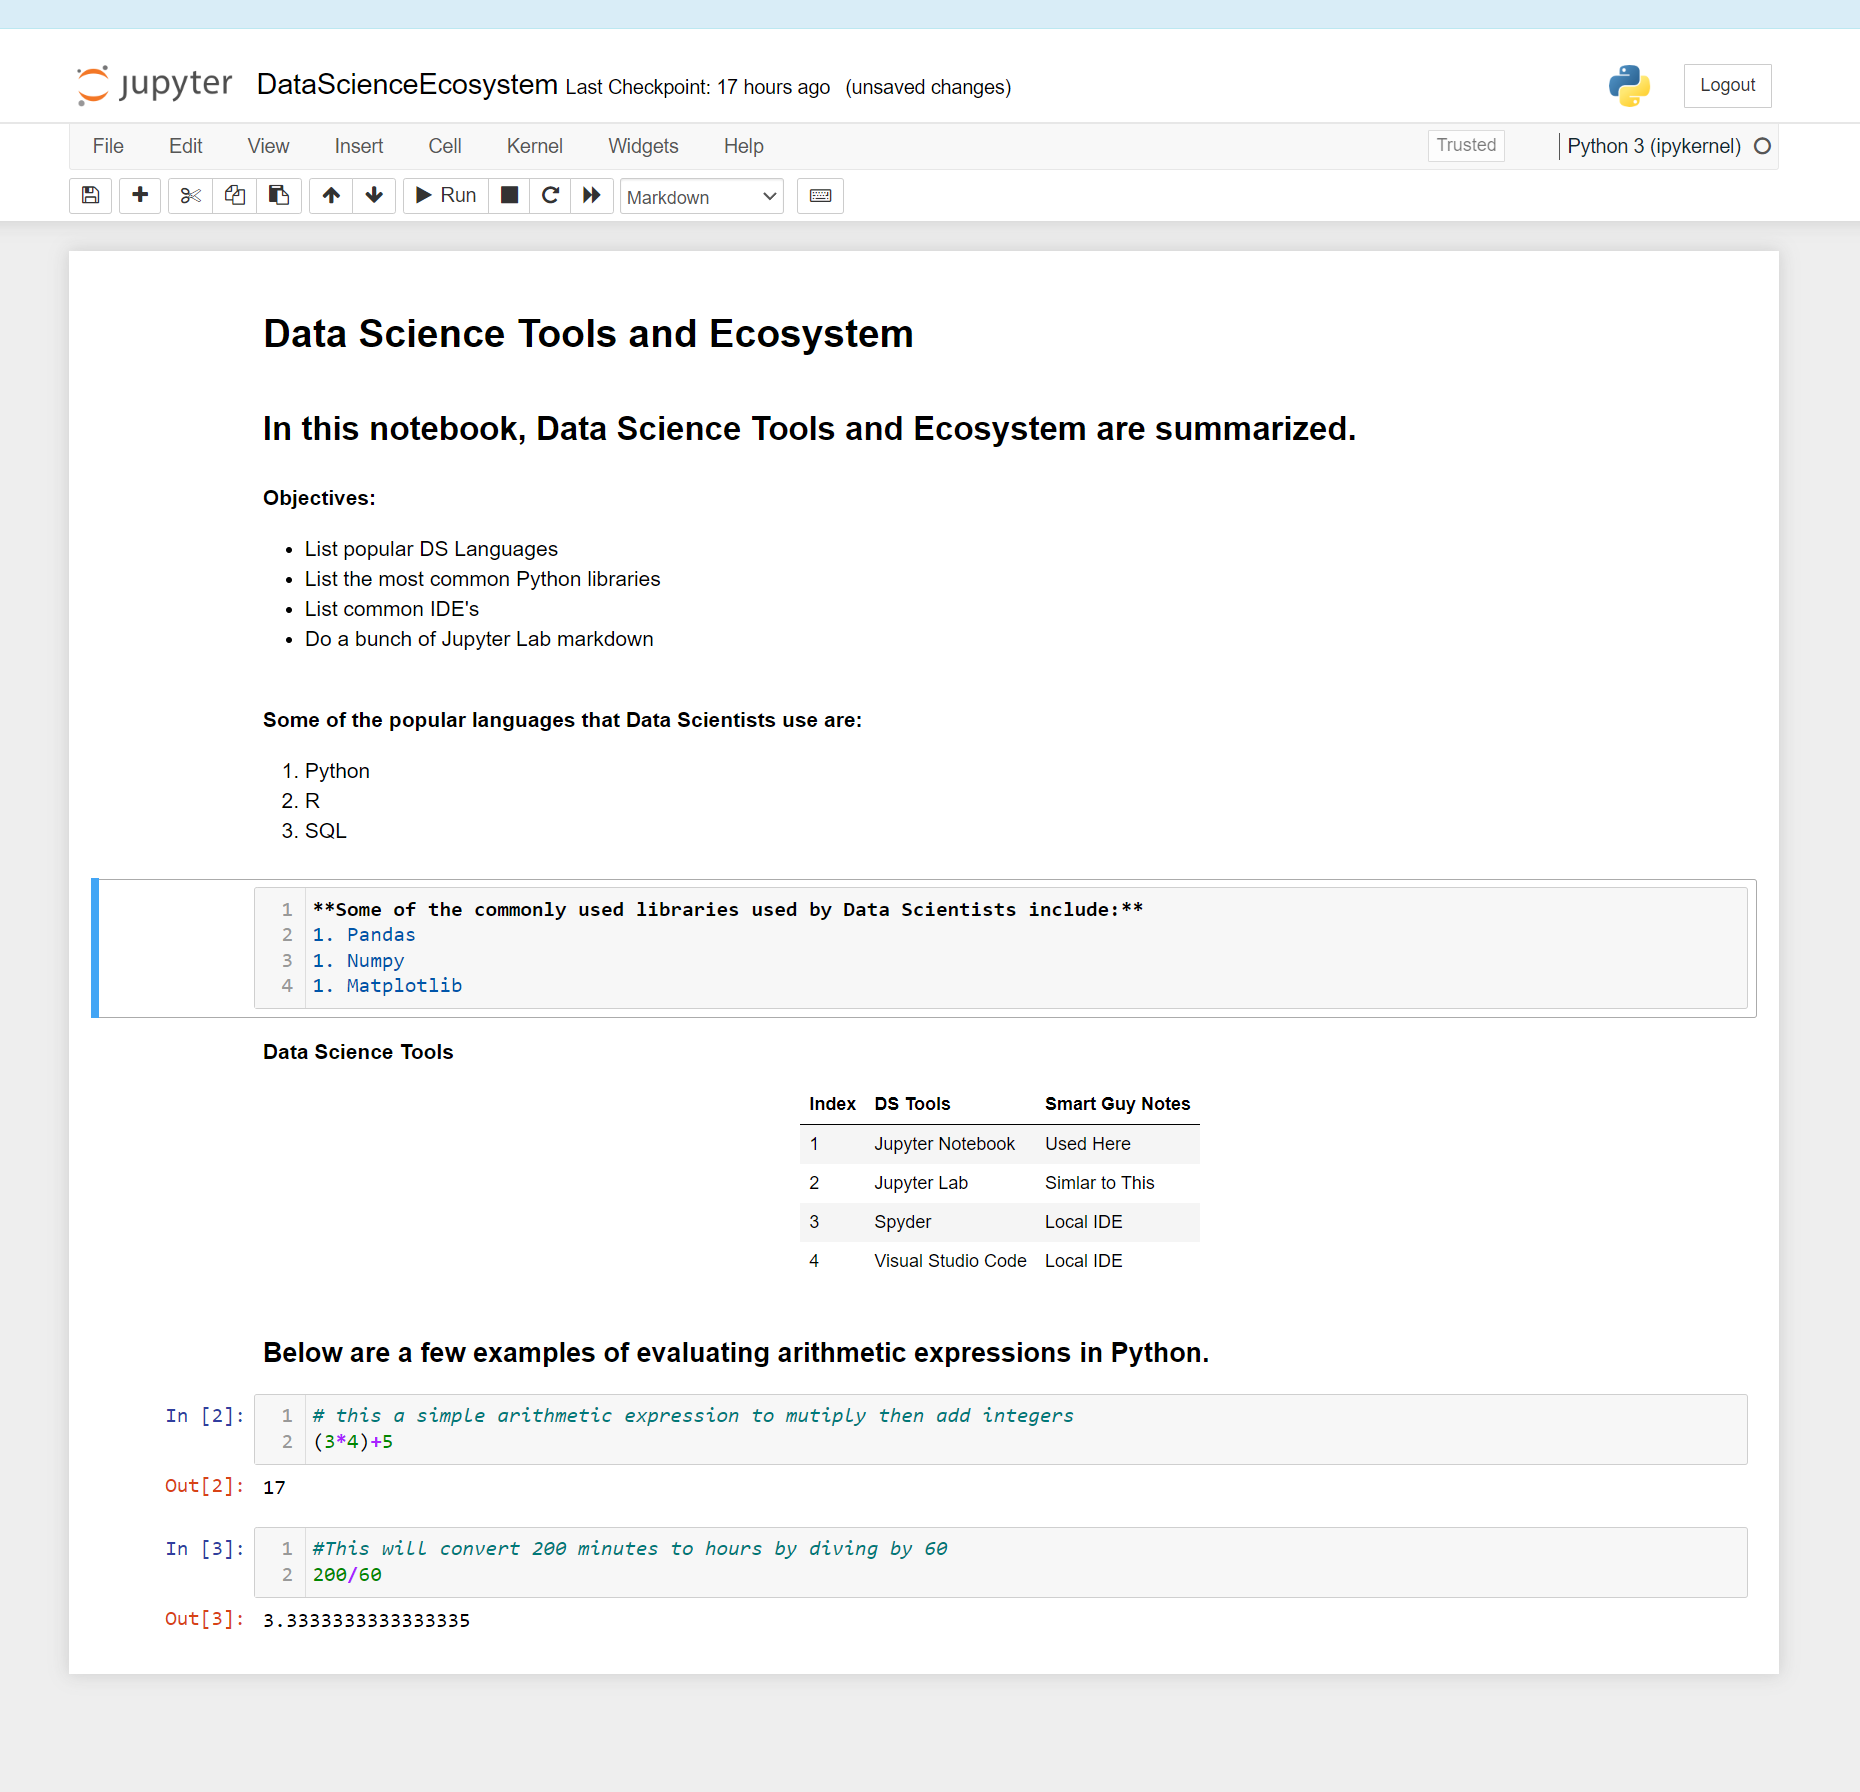 jupyter DataScienceEcosystem Last Checkpoint: 17 hours ago (unsaved changes) Logout
File Edit View Insert Cell Kernel Widgets Help Trusted Python 3 (ipykernel)
Run Markdown
Data Science Tools and Ecosystem
In this notebook, Data Science Tools and Ecosystem are summarized.
Objectives:
• List popular DS Languages
• List the most common Python libraries
• List common IDE's
• Do a bunch of Jupyter Lab markdown
Some of the popular languages that Data Scientists use are:
1. Python
2. R
3. SQL
1 **Some of the commonly used libraries used by Data Scientists include:**
2 1. Pandas
3 1. Numpy
4 1. Matplotlib
Data Science Tools
Index DS Tools Smart Guy Notes
1 Jupyter Notebook Used Here
2 Jupyter Lab Simlar to This
3 Spyder Local IDE
4 Visual Studio Code Local IDE
Below are a few examples of evaluating arithmetic expressions in Python.
In [2]: 1 # this a simple arithmetic expression to mutiply then add integers
2 (3*4)+5
Out[2]: 17
In [3]: 1 #This will convert 200 minutes to hours by diving by 60
2 200/60
Out[3]: 3.3333333333333335